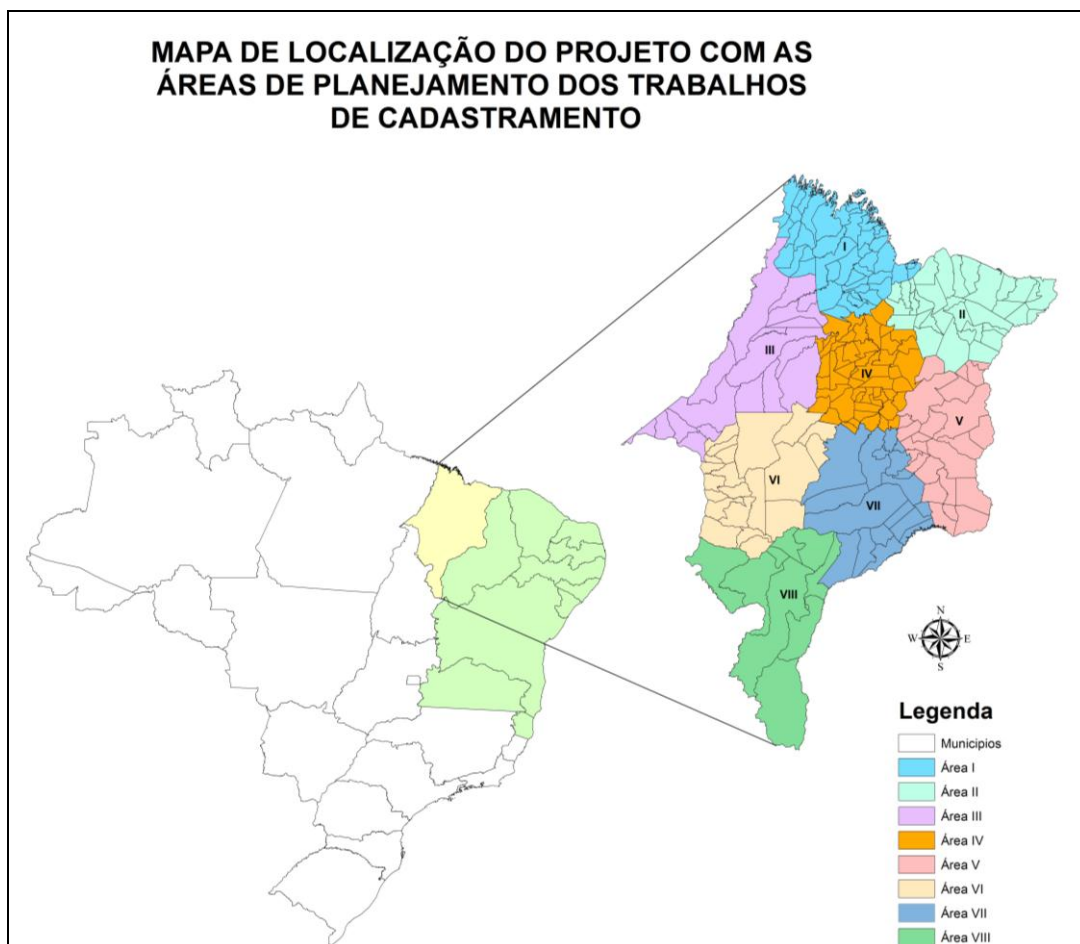 MAPA DE LOCALIZAÇÃO DO PROJETO COM AS
ÁREAS DE PLANEJAMENTO DOS TRABALHOS
DE CADASTRAMENTO
I
II
III
IV
V
VI
VII
VIII
N
W E
S
Legenda
Municipios
Área I
Área II
Área III
Área IV
Área V
Área VI
Área VII
Área VIII